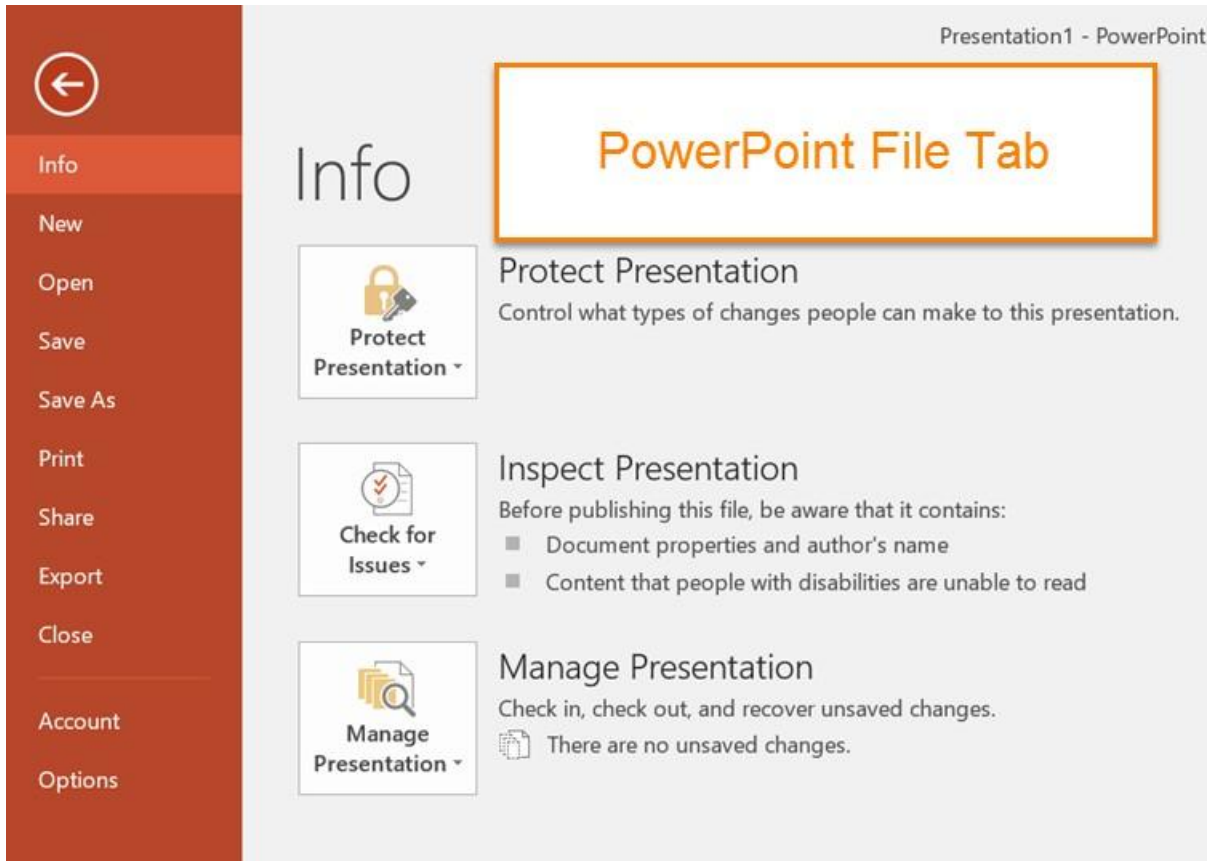 Presentation1 - PowerPoint
PowerPoint File Tab
Info
New
Open
Save
Save As
Print
Share
Export
Close
Account
Options
Info
Protect
Presentation
Protect Presentation
Control what types of changes people can make to this presentation.
Check for
Issues
Inspect Presentation
Before publishing this file, be aware that it contains:
Document properties and author's name
Content that people with disabilities are unable to read
Manage
Presentation
Manage Presentation
Check in, check out, and recover unsaved changes.
There are no unsaved changes.